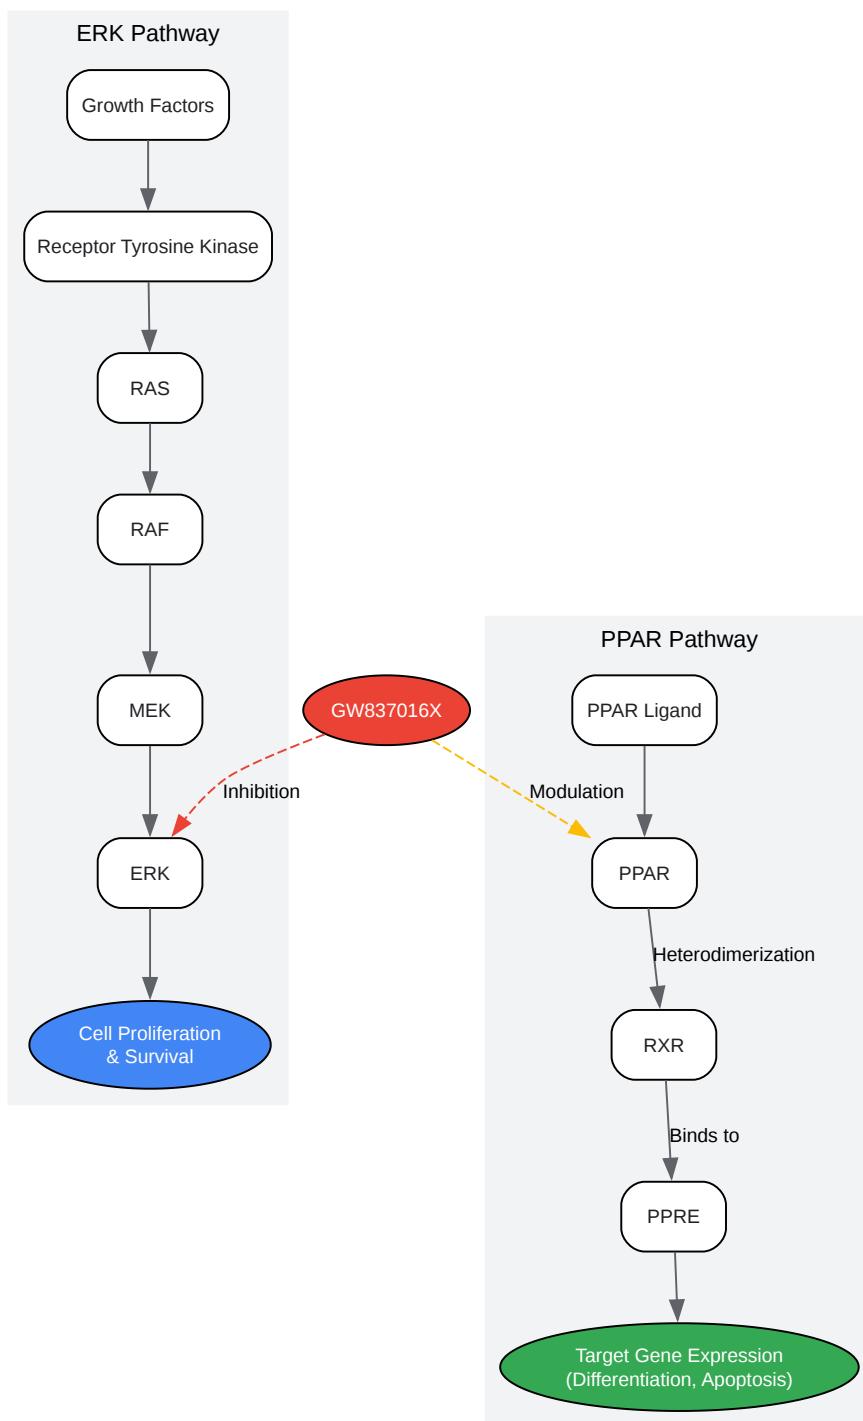 ERK Pathway
Growth Factors
Receptor Tyrosine Kinase
RAS
RAF
MEK
ERK
Cell Proliferation
& Survival
GW837016X
Inhibition
Modulation
PPAR Pathway
PPAR Ligand
PPAR
Heterodimerization
RXR
Binds to
PPRE
Target Gene Expression
(Differentiation, Apoptosis)